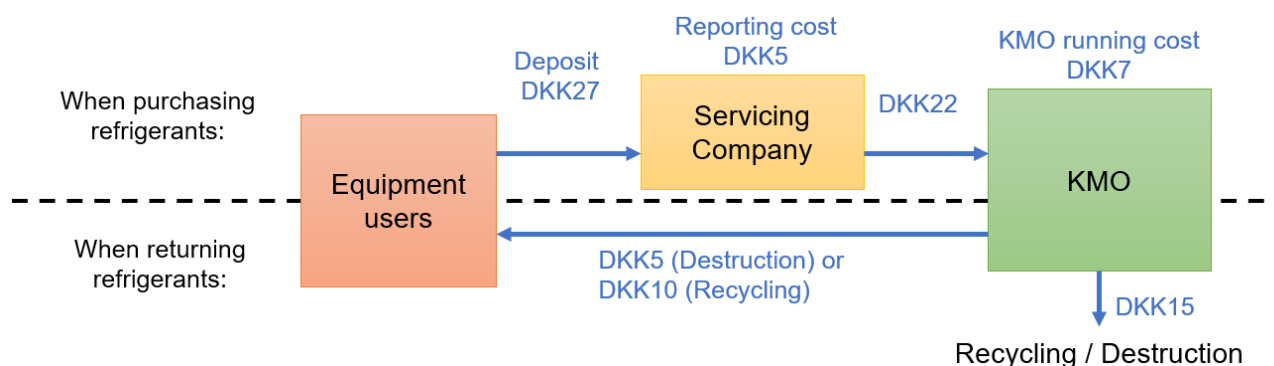 Reporting cost
DKK5
KMO running cost
DKK7
Deposit
DKK27
When purchasing
refrigerants:
Servicing
Company
DKK22
KMO
Equipment
users
When returning
refrigerants:
DKK5 (Destruction) or
DKK10 (Recycling)
DKK15
Recycling / Destruction